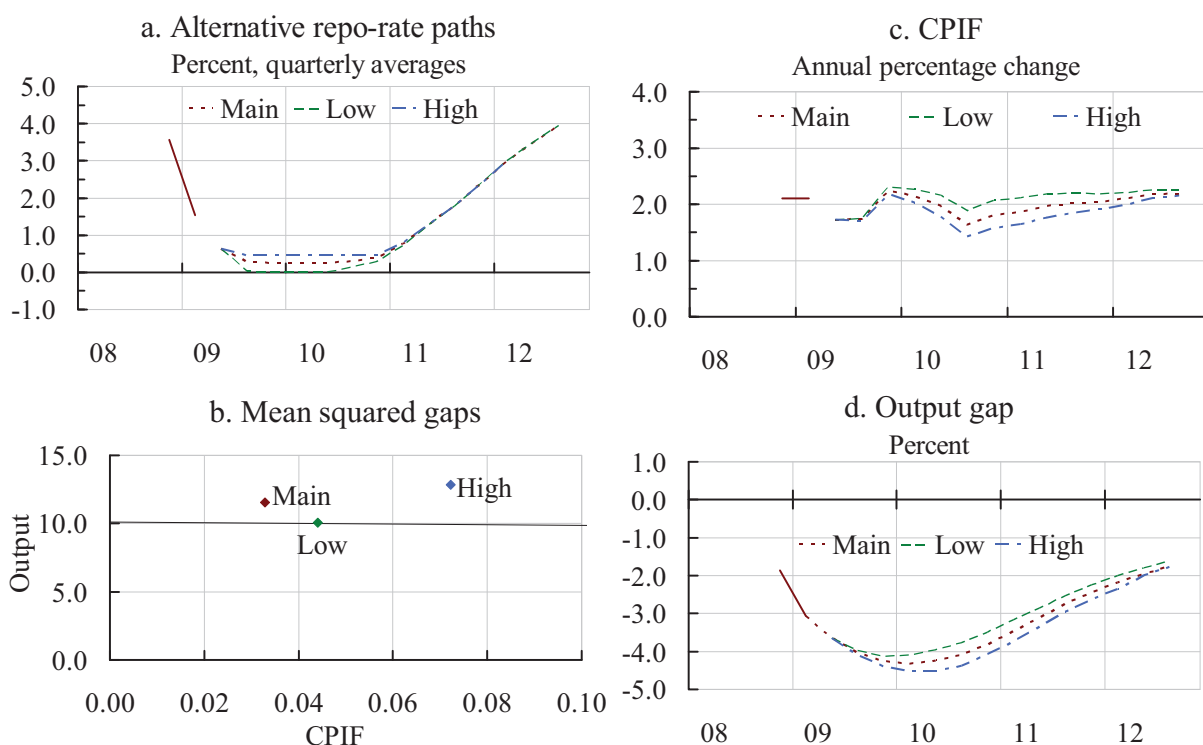 a. Alternative repo-rate paths
Percent, quarterly averages
5.0
4.0
3.0
2.0
1.0
0.0
-1.0
Main Low High
08 09 10 11 12
c. CPIF
Annual percentage change
4.0
3.0
2.0
1.0
0.0
Main Low High
08 09 10 11 12
b. Mean squared gaps
15.0
10.0
5.0
0.0
Output
Main
High
Low
0.00 0.02 0.04 0.06 0.08 0.10
CPIF
d. Output gap
Percent
1.0
0.0
-1.0
-2.0
-3.0
-4.0
-5.0
Main Low High
08 09 10 11 12